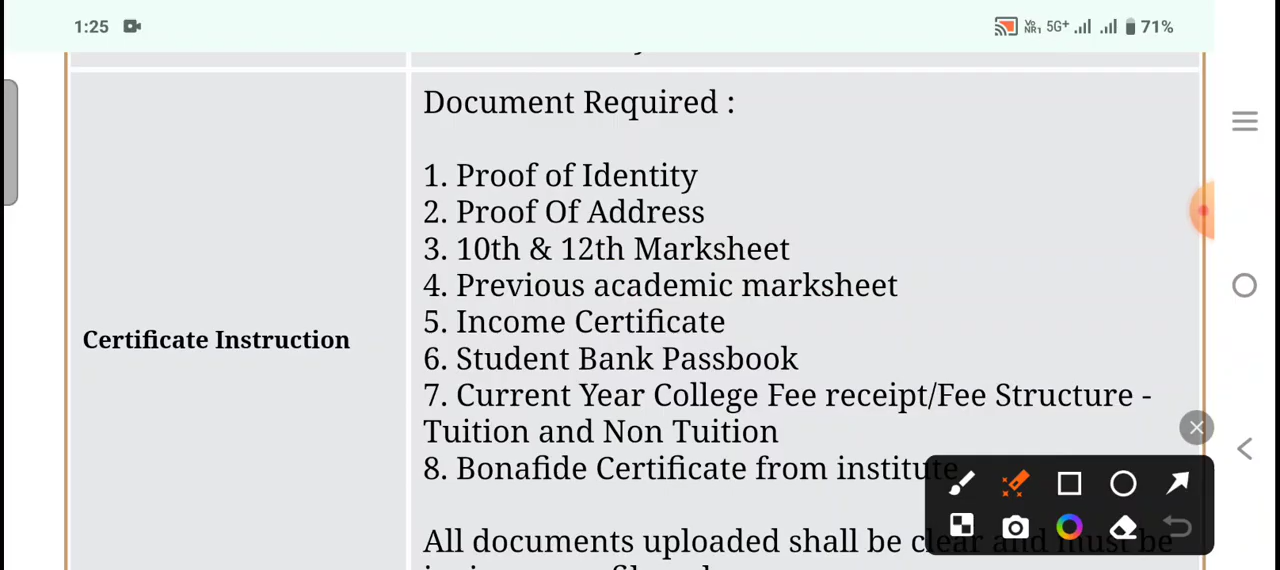 1:25
Vo NR1 5G+ 71%
Document Required :
1. Proof of Identity
2. Proof Of Address
3. 10th & 12th Marksheet
4. Previous academic marksheet
5. Income Certificate
Certificate Instruction
6. Student Bank Passbook
7. Current Year College Fee receipt/Fee Structure -
Tuition and Non Tuition
8. Bonafide Certificate from institute
All documents uploaded shall be clear and must be